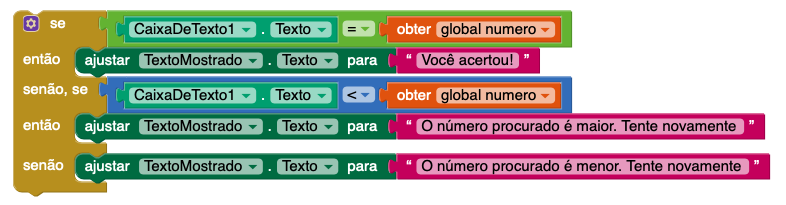 se CaixaDeTexto1 . Texto = obter global numero
então ajustar TextoMostrado . Texto para “ Você acertou! ”
senão, se CaixaDeTexto1 . Texto < obter global numero
então ajustar TextoMostrado . Texto para “ O número procurado é maior. Tente novamente ”
senão ajustar TextoMostrado . Texto para “ O número procurado é menor. Tente novamente ”